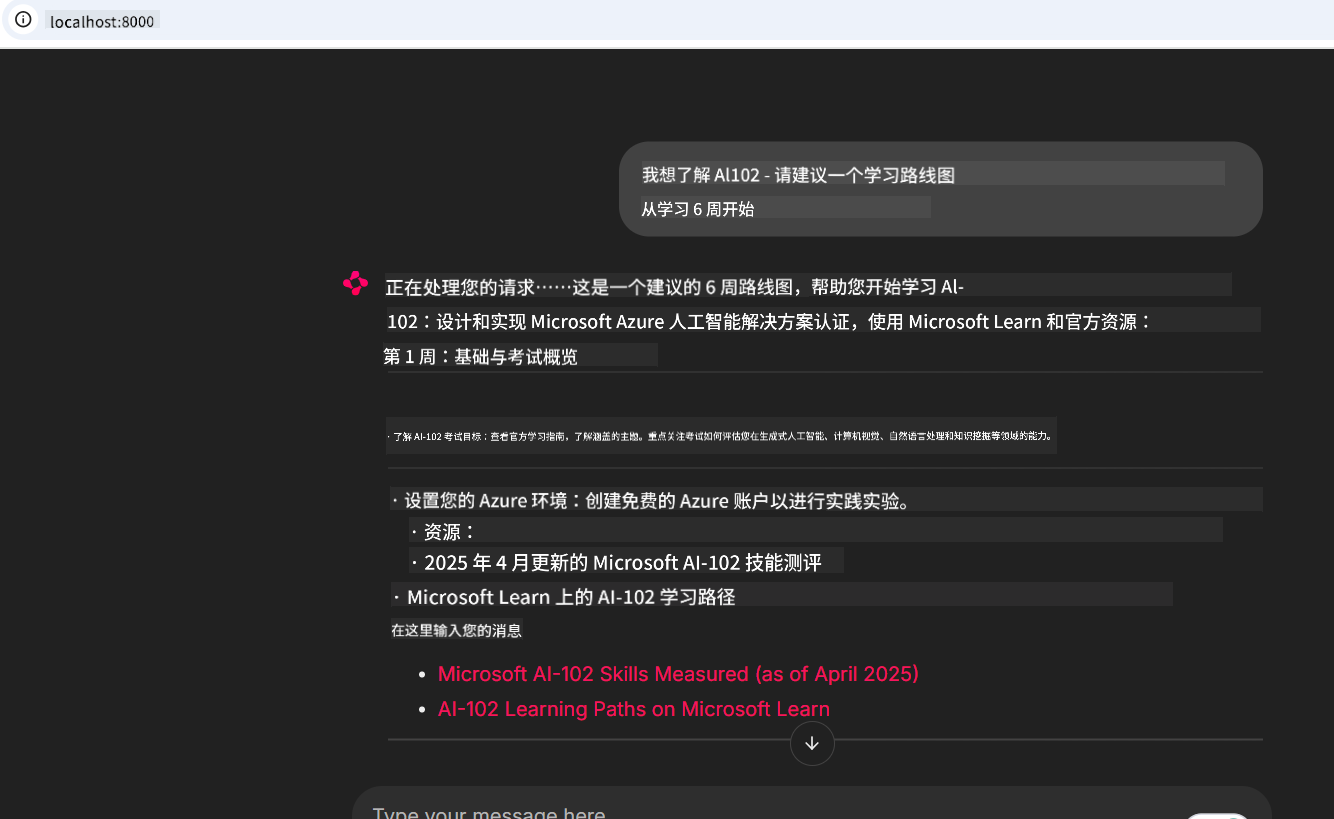 localhost:8000
我想了解 AI102 - 请建议一个学习路线图
从学习 6 周开始
正在处理您的请求……这是一个建议的 6 周路线图，帮助您开始学习 AI-
102：设计和实现 Microsoft Azure 人工智能解决方案认证，使用 Microsoft Learn 和官方资源：
第 1 周：基础与考试概览
· 了解 AI-102 考试目标：查看官方学习指南，了解涵盖的主题。重点关注考试如何评估您在生成式人工智能、计算机视觉、自然语言处理和知识挖掘等领域的能力。
· 设置您的 Azure 环境：创建免费的 Azure 账户以进行实践实验。
· 资源：
· 2025 年 4 月更新的 Microsoft AI-102 技能测评
· Microsoft Learn 上的 AI-102 学习路径
在这里输入您的消息
• Microsoft AI-102 Skills Measured (as of April 2025)
• AI-102 Learning Paths on Microsoft Learn
Type your message here